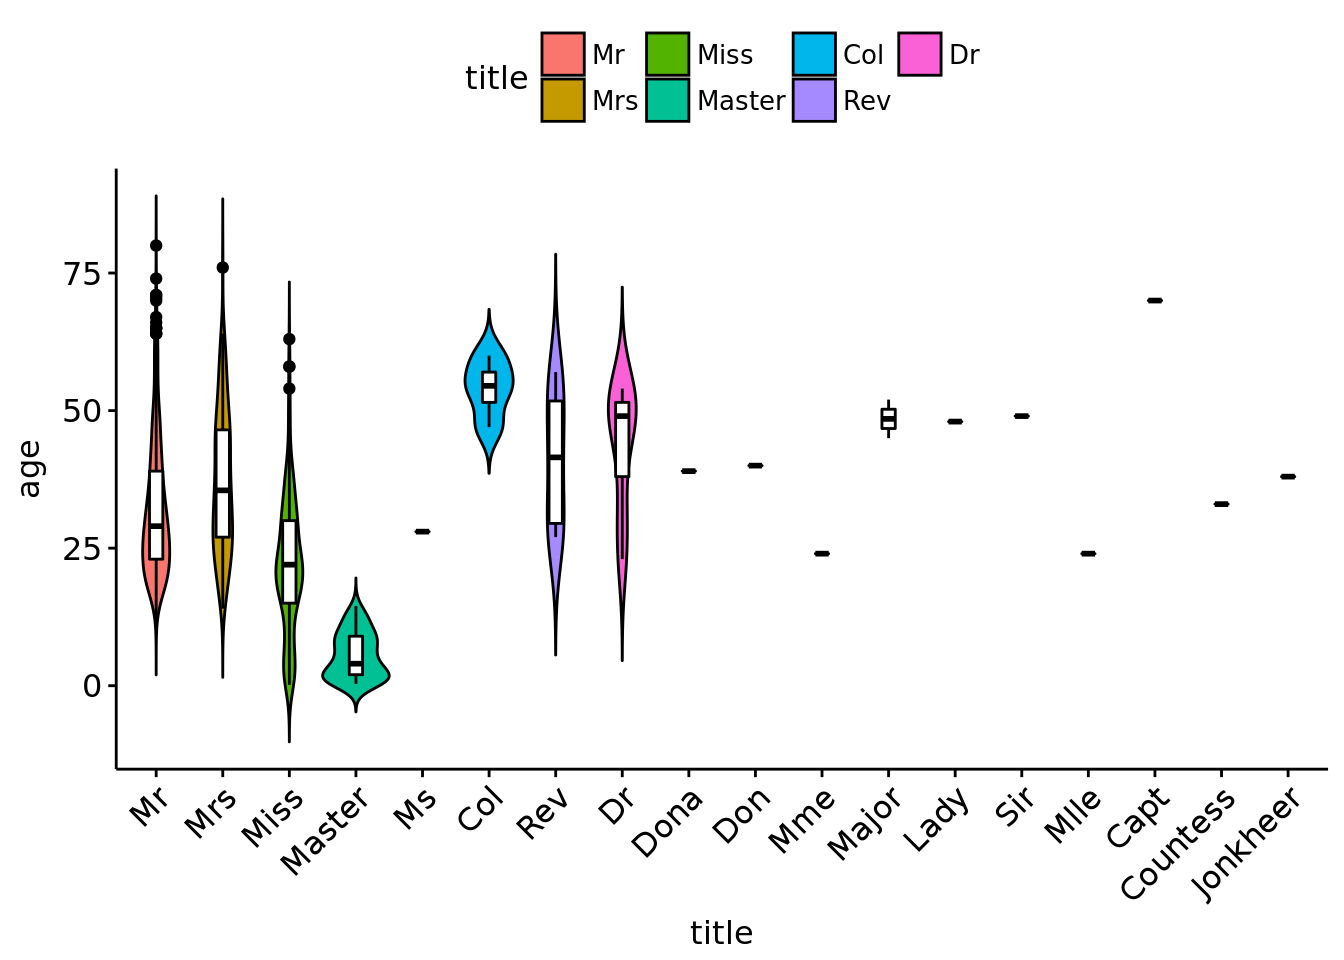 title
Mr
Miss
Col
Dr
Mrs
Master
Rev
age
75
50
25
0
Mr
Mrs
Miss
Master
Ms
Col
Rev
Dr
Dona
Don
Mme
Major
Lady
Sir
Mlle
Capt
Countess
Jonkheer
title